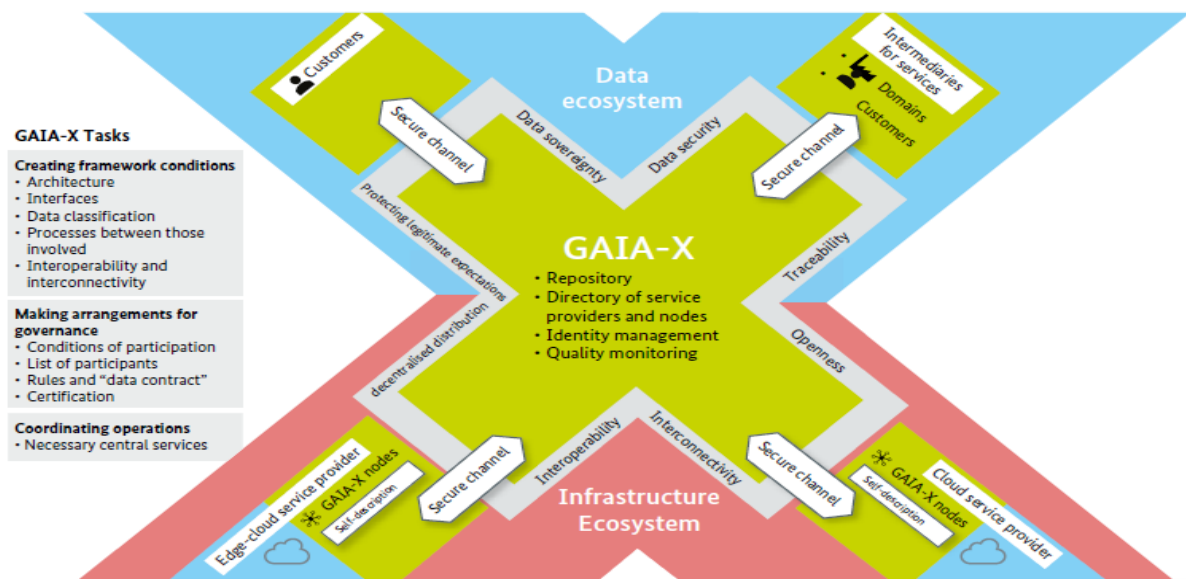 GAIA-X Tasks
Creating framework conditions
• Architecture
• Interfaces
• Data classification
• Processes between those
involved
• Interoperability and
interconnectivity
Making arrangements for
governance
• Conditions of participation
• List of participants
• Rules and “data contract”
• Certification
Coordinating operations
• Necessary central services
Customers
Secure channel
Data
ecosystem
Intermediaries
for services
Domains
Customers
Secure channel
Data sovereignty
Data security
Protecting legitimate expectations
Traceability
GAIA-X
• Repository
• Directory of service
providers and nodes
• Identity management
• Quality monitoring
decentralised distribution
Openness
Interoperability
Interconnectivity
Edge-cloud service provider
GAIA-X nodes
Self-description
Secure channel
Infrastructure
Ecosystem
Secure channel
GAIA-X nodes
Self-description
Cloud service provider